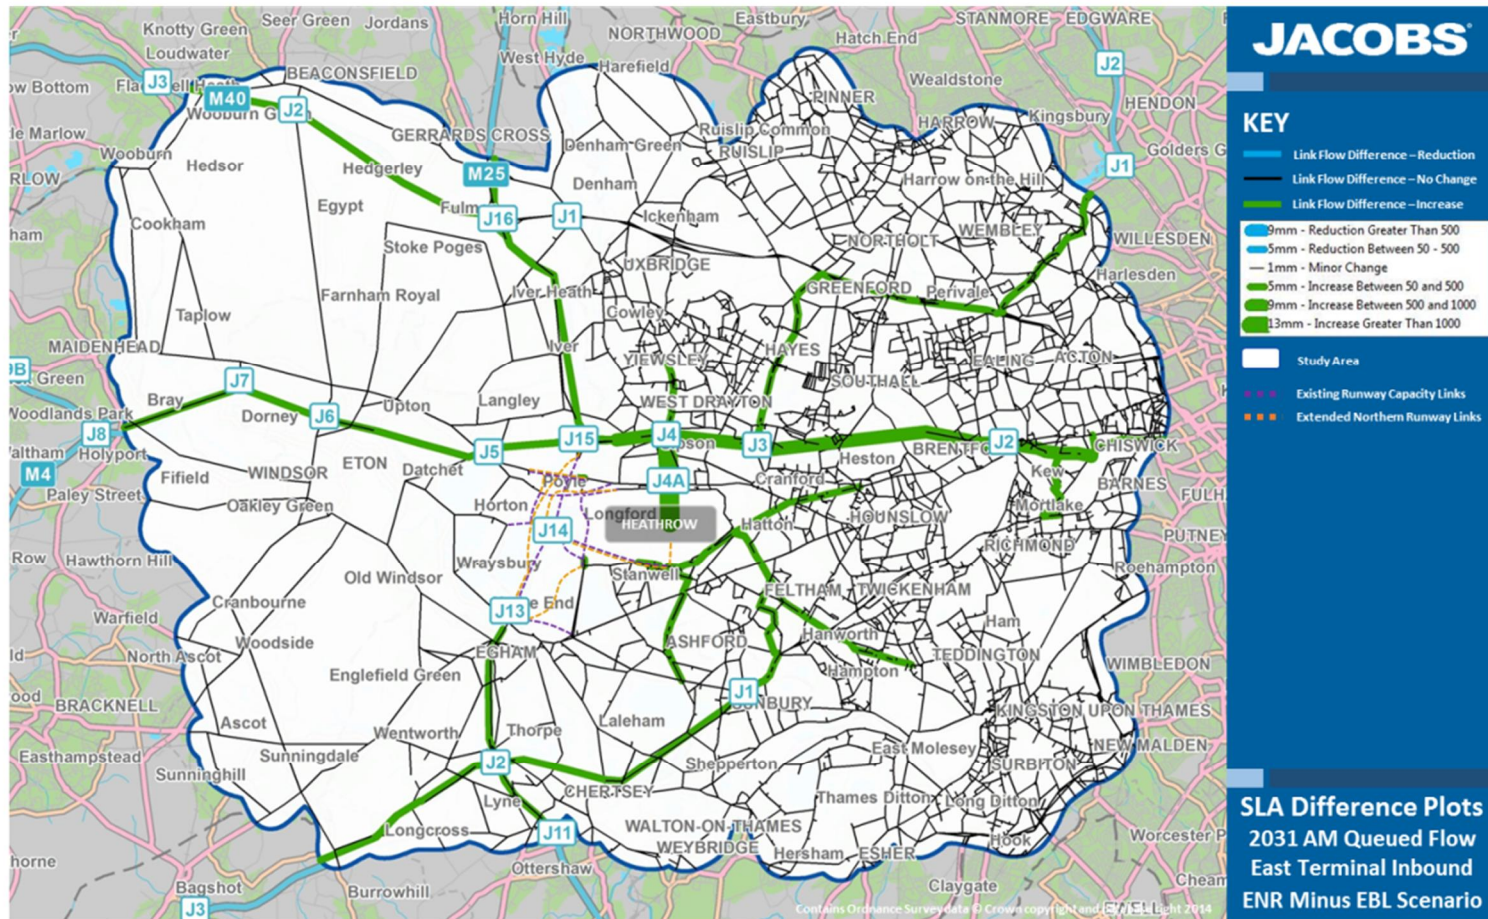 Knotty Green
Seer Green
Jordans
Horn Hill
Eastbury
STANMORE
EDGWARE
Loudwater
West Hyde
NORTHWOOD
Hatch End
J3
BEACONSFIELD
Harefield
Wealdstone
J2
M40
J2
PINNER
HENDON
GERRARDS CROSS
Ruislip Common
HARROW
Kingsbury
Wooburn
Denham Green
RUISLIP
Golders G
Hedsor
Hedgerley
M25
Denham
Harrow on the Hill
J1
Egypt
J16
J1
Ickenham
WEMBLEY
Cookham
NORTHOLT
WILLESDEN
Stoke Poges
UXBRIDGE
Harlesden
Farnham Royal
Iver Heath
GREENFORD
Perivale
Taplow
Cowley
MAIDENHEAD
Iver
YIEWSLEY
HAYES
EALING
ACTON
SOUTHALL
J7
Bray
Dorney
J6
Upton
Langley
WEST DRAYTON
Woodlands Park
J8
Holyport
J5
J15
J4
J3
Heston
J2
CHISWICK
M4
Fifield
WINDSOR
ETON
Datchet
Cranford
Kew
BARNES
Paley Street
Oakley Green
Horton
Poyle
J4A
Mortlake
Longford
HEATHROW
Hatton
HOUNSLOW
J14
RICHMOND
PUTNEY
Hawthorn Hill
Wraysbury
Stanwell
Roehampton
Old Windsor
FELTHAM
TWICKENHAM
Warfield
Cranbourne
J13
Ham
Woodside
Hanworth
North Ascot
EGHAM
ASHFORD
TEDDINGTON
WIMBLEDON
Englefield Green
Hampton
BRACKNELL
J1
KINGSTON UPON THAMES
Ascot
Wentworth
Thorpe
Laleham
NEW MALDEN
Easthampstead
Sunningdale
East Molesey
Sunninghill
J2
Shepperton
SURBITON
Lyne
CHERTSEY
Thames Ditton
Long Ditton
Longcross
J11
WALTON-ON-THAMES
WEYBRIDGE
Hersham
ESHER
Hook
Ottershaw
Bagshot
Burrowhill
Claygate
J3
Contains Ordnance Survey data © Crown copyright and
2014
JACOBS
KEY
Link Flow Difference – Reduction
Link Flow Difference – No Change
Link Flow Difference – Increase
9mm - Reduction Greater Than 500
5mm - Reduction Between 50 - 500
1mm - Minor Change
5mm - Increase Between 50 and 500
9mm - Increase Between 500 and 1000
13mm - Increase Greater Than 1000
Study Area
Existing Runway Capacity Links
Extended Northern Runway Links
SLA Difference Plots
2031 AM Queued Flow
East Terminal Inbound
ENR Minus EBL Scenario